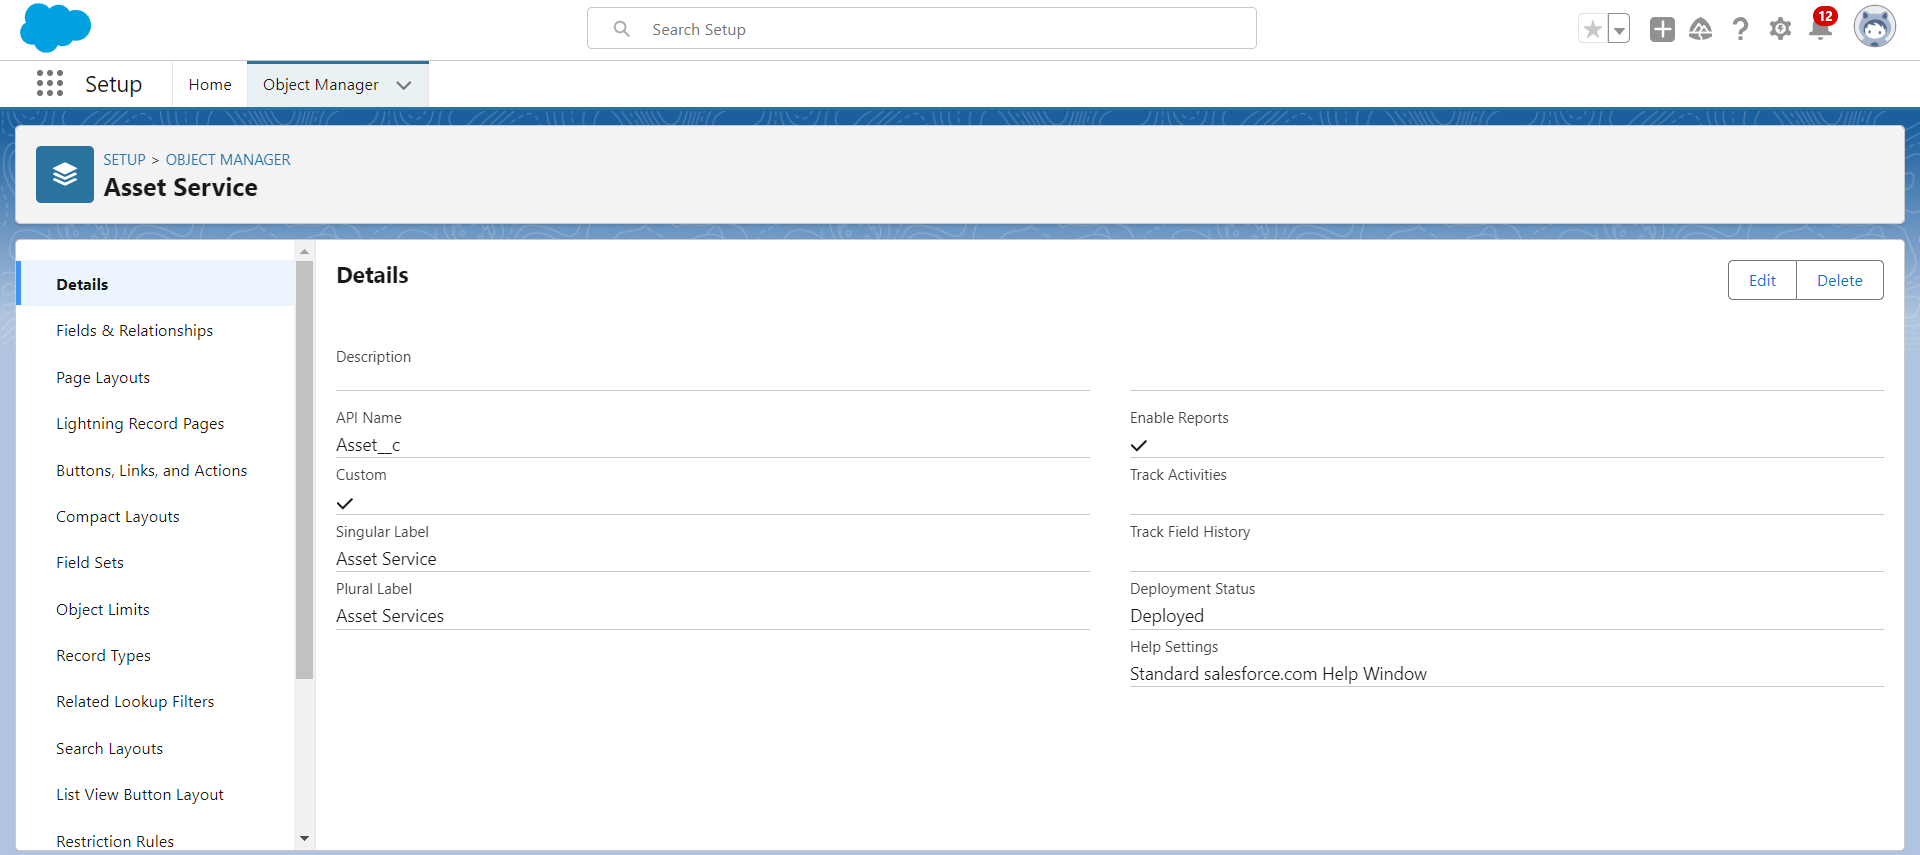 Search Setup
12
Setup
Home
Object Manager
SETUP > OBJECT MANAGER
Asset Service
Details
Fields & Relationships
Page Layouts
Lightning Record Pages
Buttons, Links, and Actions
Compact Layouts
Field Sets
Object Limits
Record Types
Related Lookup Filters
Search Layouts
List View Button Layout
Restriction Rules
Details
Edit
Delete
Description
API Name
Asset__c
Custom
Singular Label
Asset Service
Plural Label
Asset Services
Enable Reports
Track Activities
Track Field History
Deployment Status
Deployed
Help Settings
Standard salesforce.com Help Window